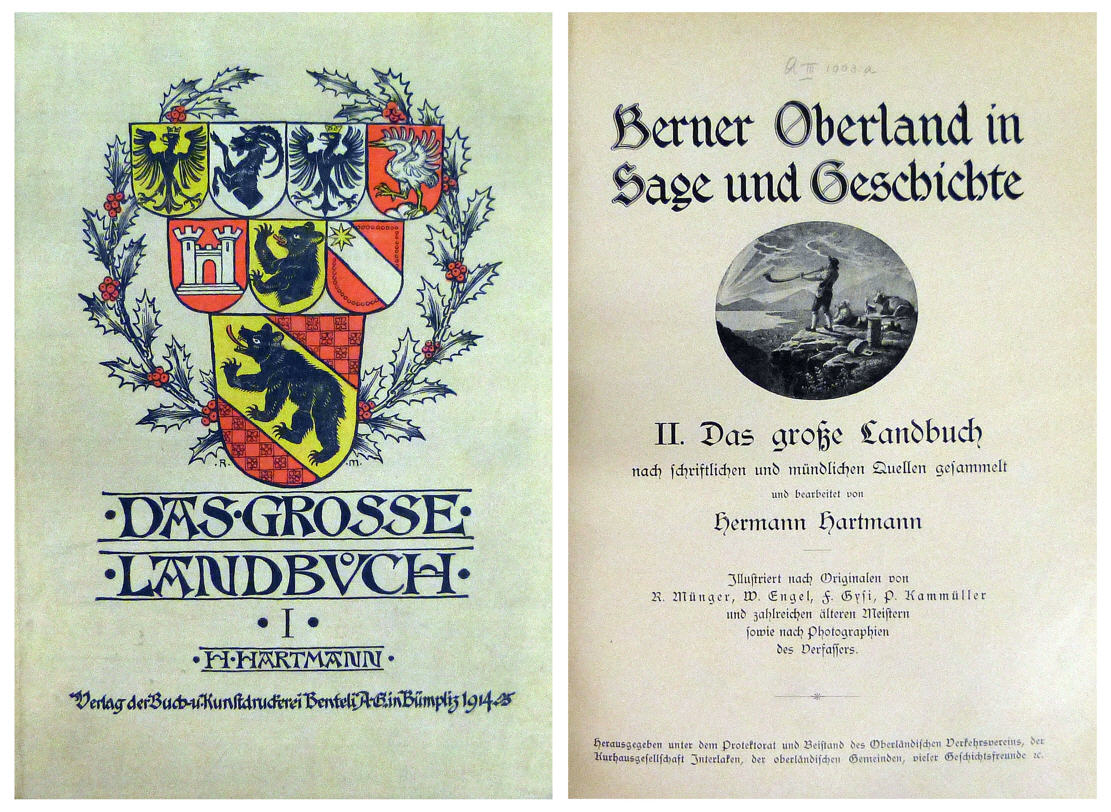 ·R· ·M·
·DAS·GROSSE·
·LANDBŮCH·
·I·
·H·HARTMANN·
Verlag der Buch-u-Kunstdruckerei Benteli A·G·in Bümpliz 1914
Berner Oberland in
Sage und Geschichte
II. Das große Landbuch
nach schriftlichen und mündlichen Quellen gesammelt
und bearbeitet von
Hermann Hartmann
Illustriert nach Originalen von
R. Münger, W. Engel, F. Gysi, P. Kammüller
und zahlreichen älteren Meistern
sowie nach Photographien
des Verfassers.
Herausgegeben unter dem Protektorat und Beistand des Oberländischen Verkehrsvereins, der
Kurhausgesellschaft Interlaken, der oberländischen Gemeinden, vieler Geschichtsfreunde ꝛc.